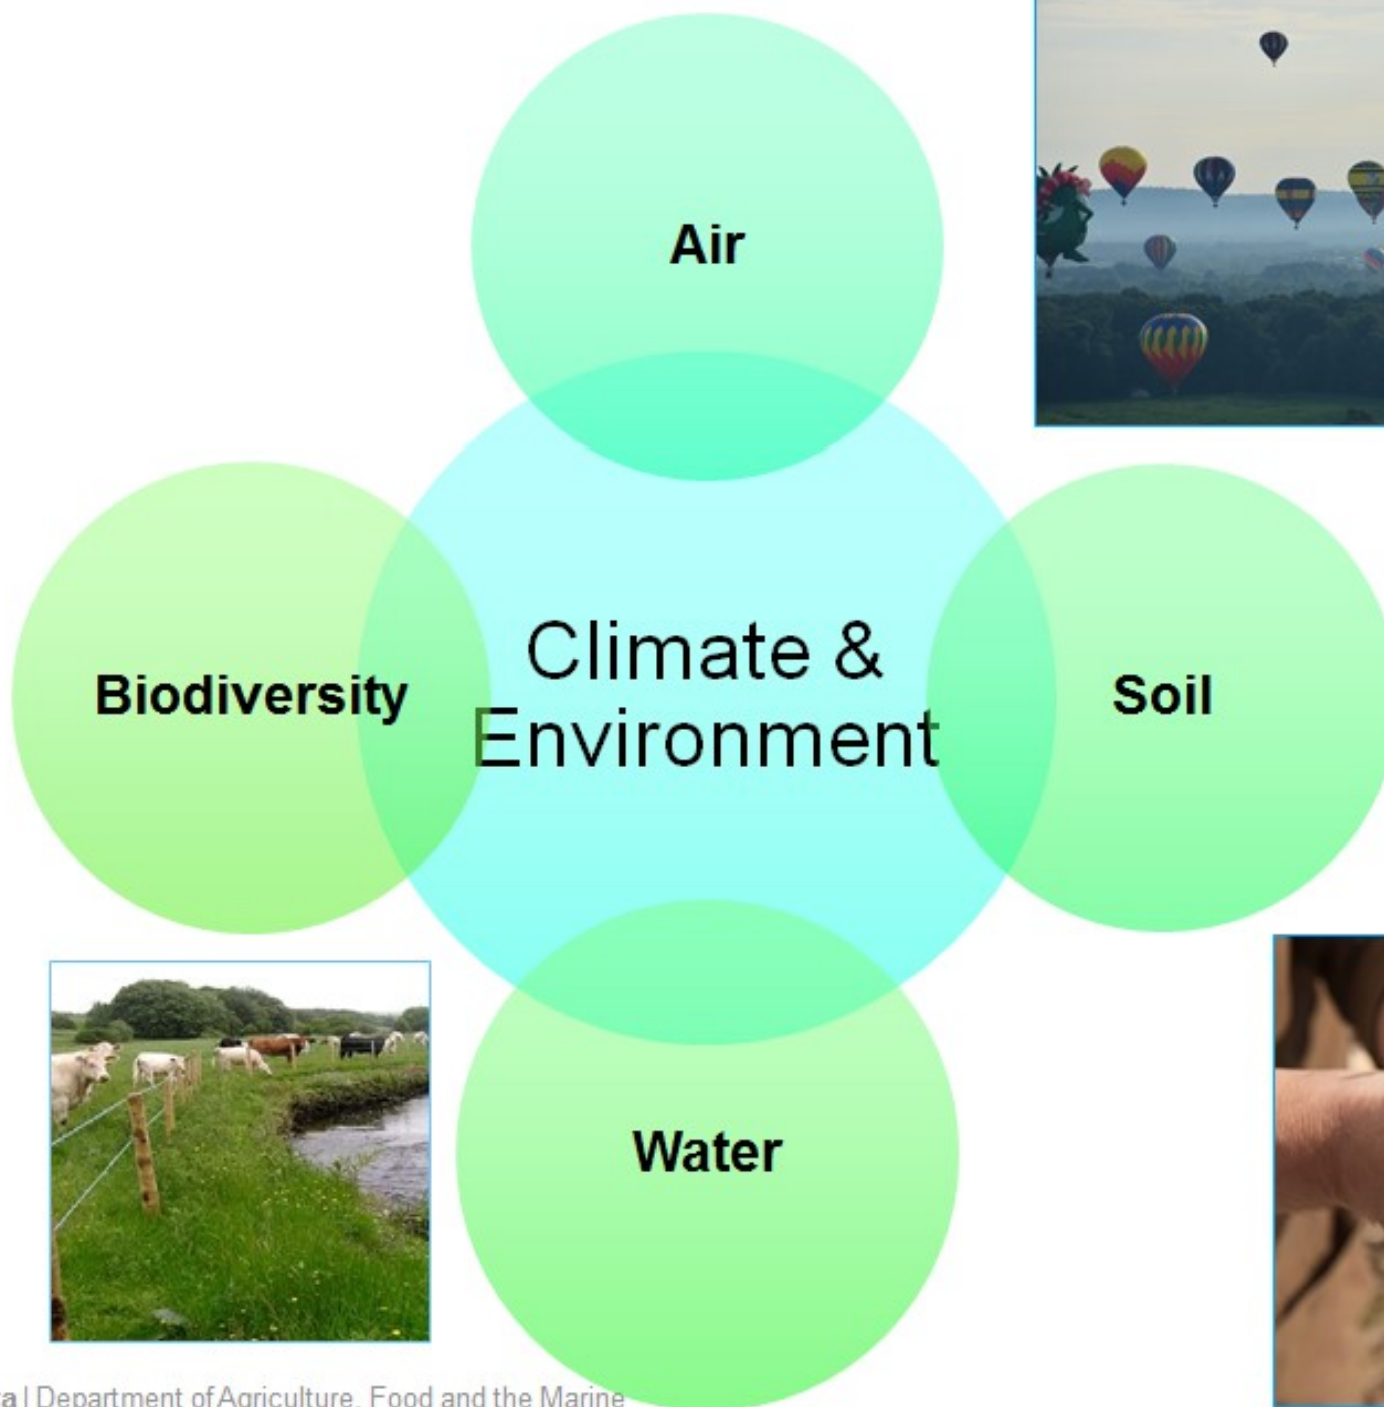 Air
Biodiversity
Climate &
Environment
Soil
Water
a | Department of Agriculture, Food and the Marine